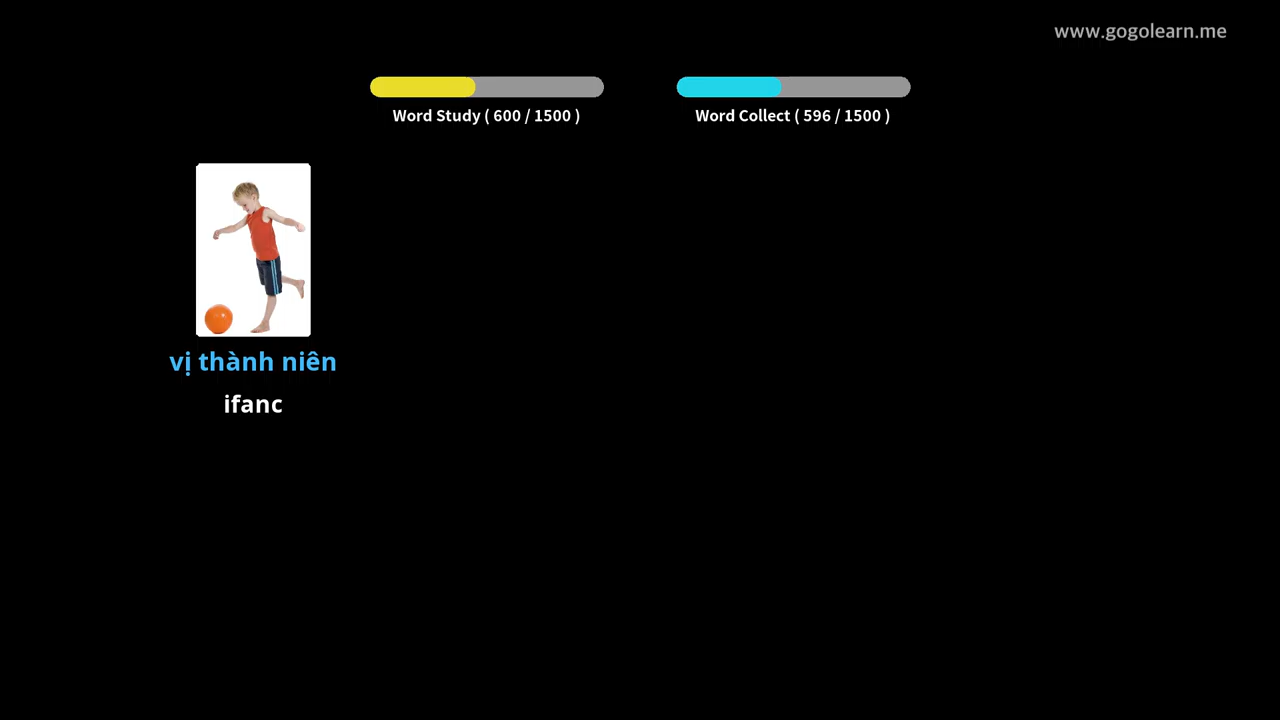 www.gogolearn.me
Word Study ( 600 / 1500 )
Word Collect ( 596 / 1500 )
vị thành niên
ifanc